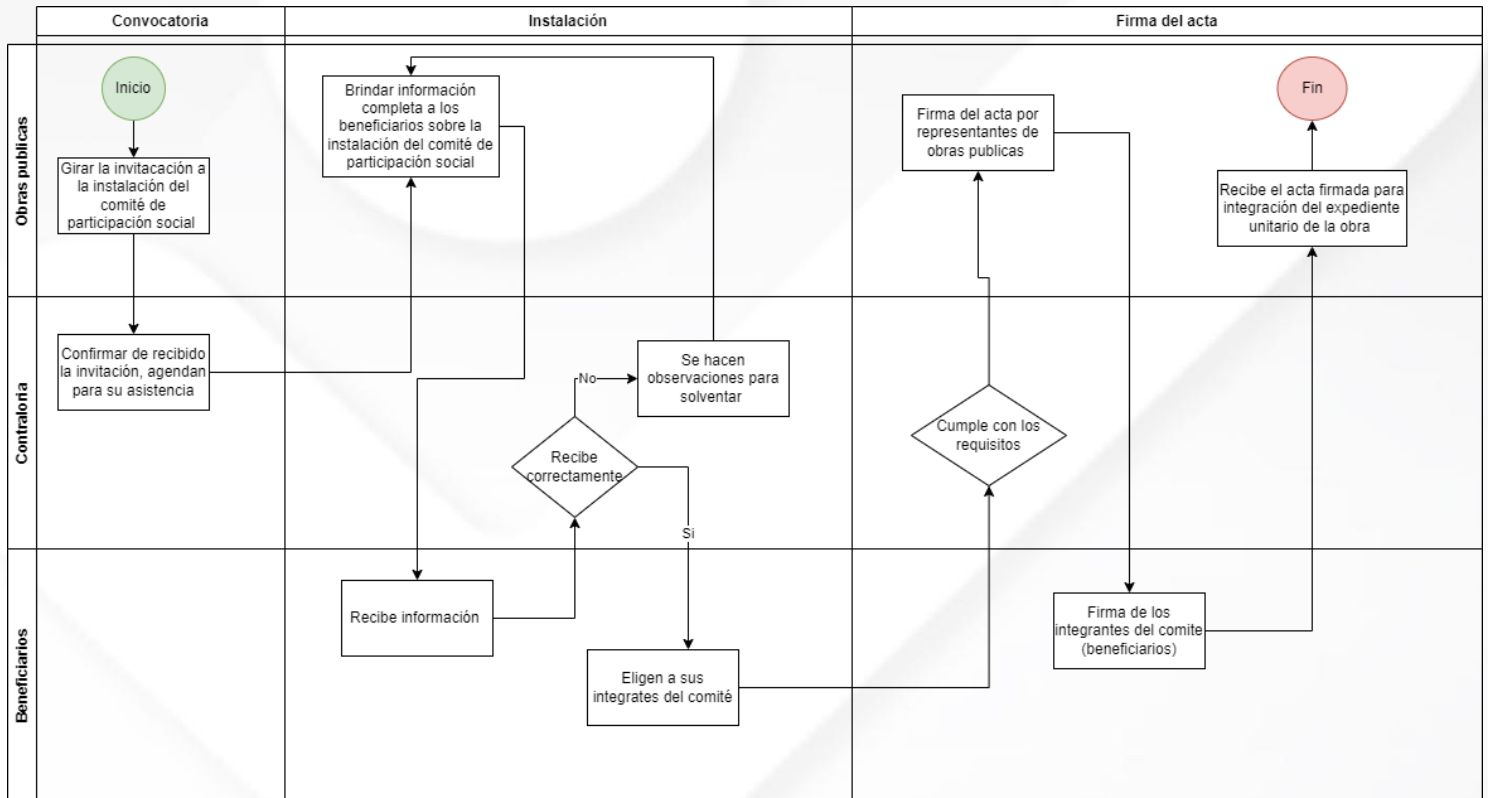 Convocatoria
Instalación
Firma del acta
Obras publicas
Inicio
Girar la invitacación a
la instalación del
comité de
participación social
Brindar información
completa a los
beneficiarios sobre la
instalación del comité de
participación social
Firma del acta por
representantes de
obras publicas
Fin
Recibe el acta firmada para
integración del expediente
unitario de la obra
Contraloria
Confirmar de recibido
la invitación, agendan
para su asistencia
No
Se hacen
observaciones para
solventar
Recibe
correctamente
Si
Cumple con los
requisitos
Beneficiarios
Recibe información
Eligen a sus
integrates del comité
Firma de los
integrantes del comite
(beneficiarios)